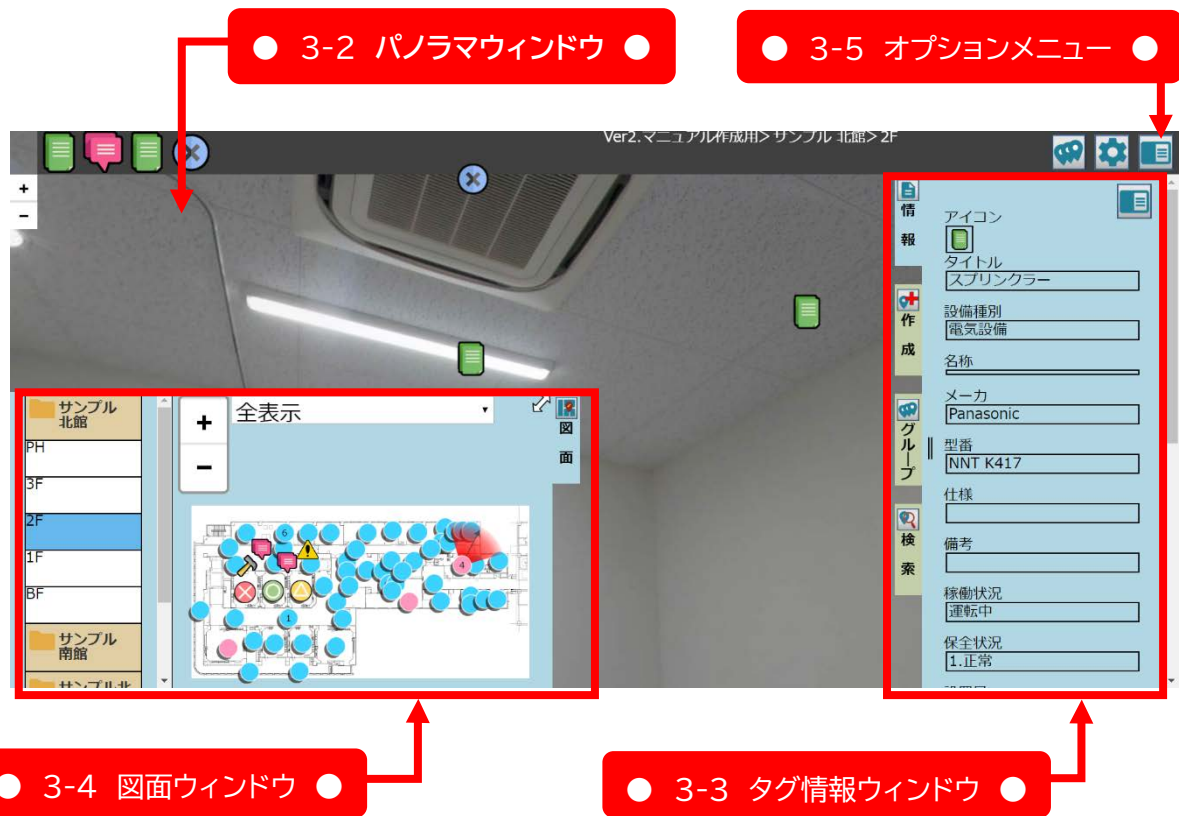 ● 3-2 パノラマウィンドウ ●
● 3-5 オプションメニュー ●
Ver2.マニュアル作成用>サンプル 北館>2F
+
−
情報
作成
グループ
検索
アイコン
タイトル
スプリンクラー
設備種別
電気設備
名称
メーカ
Panasonic
型番
NNT K417
仕様
備考
稼働状況
運転中
保全状況
1.正常
サンプル
北館
PH
3F
2F
1F
BF
サンプル
南館
+
−
全表示
図面
6
4
1
● 3-4 図面ウィンドウ ●
● 3-3 タグ情報ウィンドウ ●